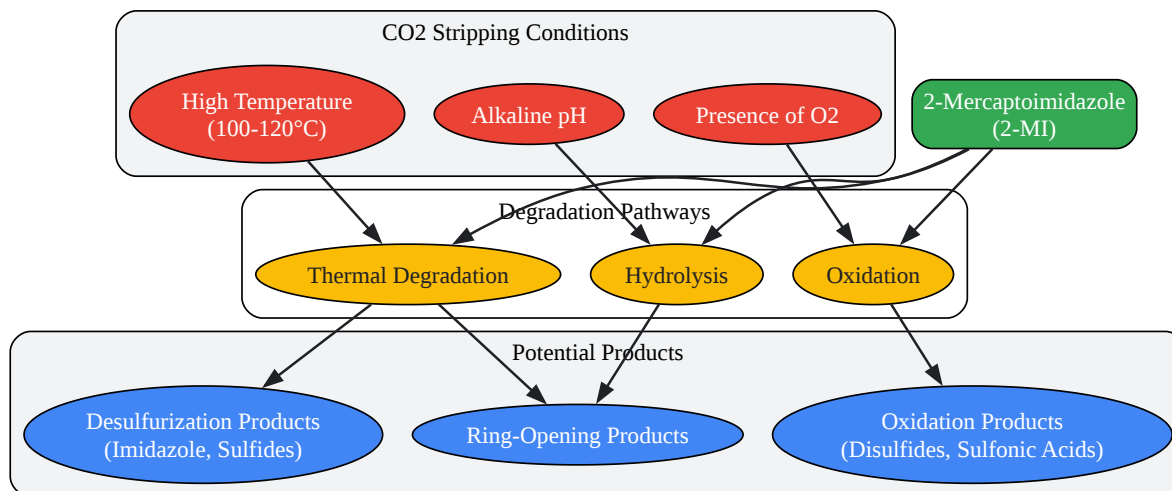 CO2 Stripping Conditions
High Temperature
(100-120°C)
Alkaline pH
Presence of O2
2-Mercaptoimidazole
(2-MI)
Degradation Pathways
Thermal Degradation
Hydrolysis
Oxidation
Potential Products
Desulfurization Products
(Imidazole, Sulfides)
Ring-Opening Products
Oxidation Products
(Disulfides, Sulfonic Acids)